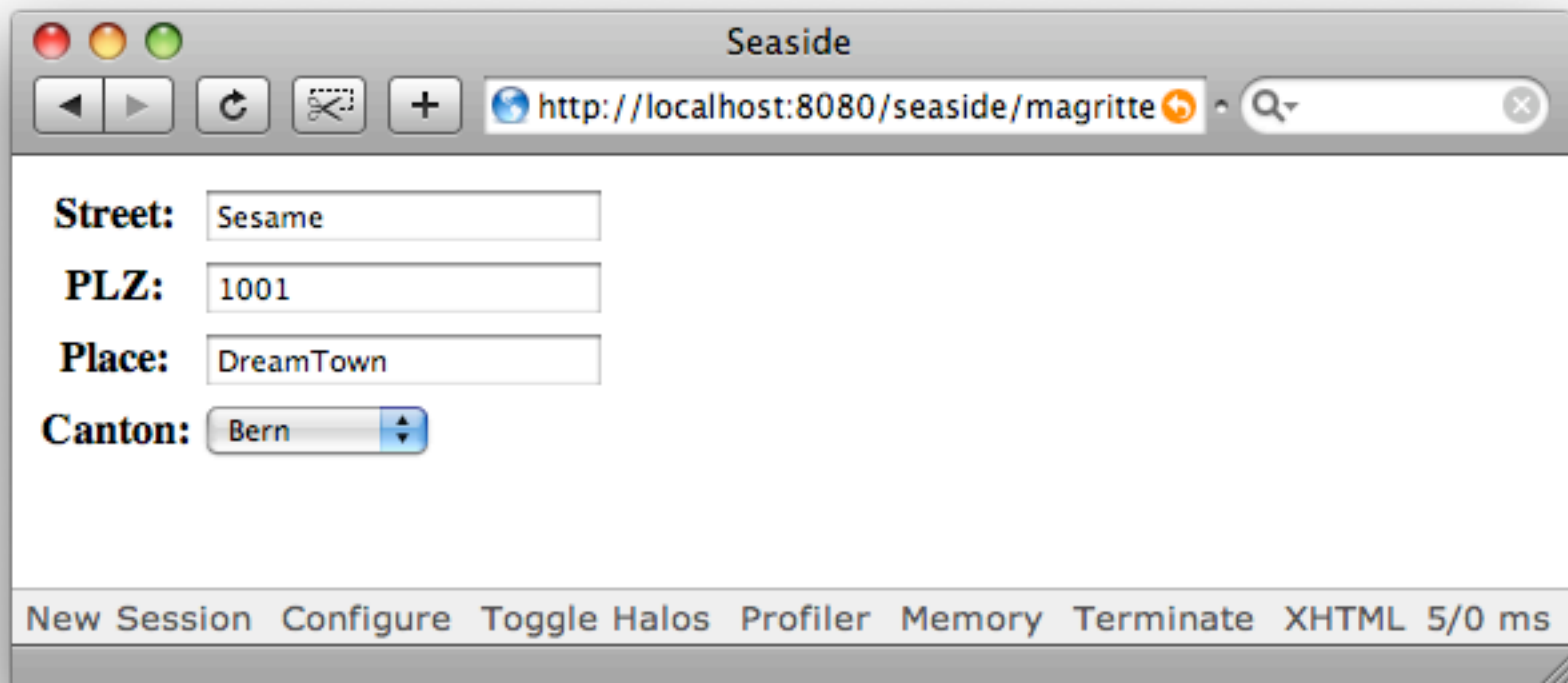 Seaside
http://localhost:8080/seaside/magritte
Street: Sesame
PLZ: 1001
Place: DreamTown
Canton: Bern
New Session Configure Toggle Halos Profiler Memory Terminate XHTML 5/0 ms